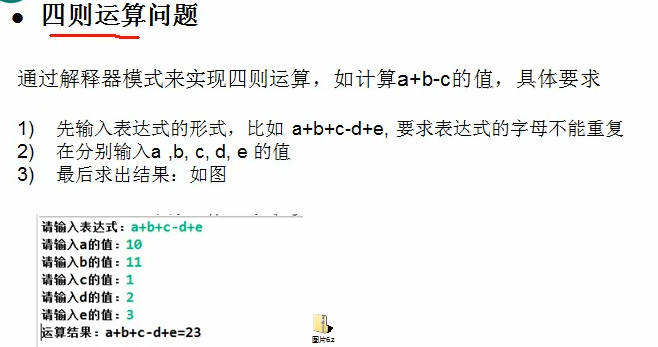 ● 四则运算问题
通过解释器模式来实现四则运算，如计算a+b-c的值，具体要求
1) 先输入表达式的形式，比如 a+b+c-d+e, 要求表达式的字母不能重复
2) 在分别输入a ,b, c, d, e 的值
3) 最后求出结果：如图
请输入表达式：a+b+c-d+e
请输入a的值：10
请输入b的值：11
请输入c的值：1
请输入d的值：2
请输入e的值：3
运算结果：a+b+c-d+e=23